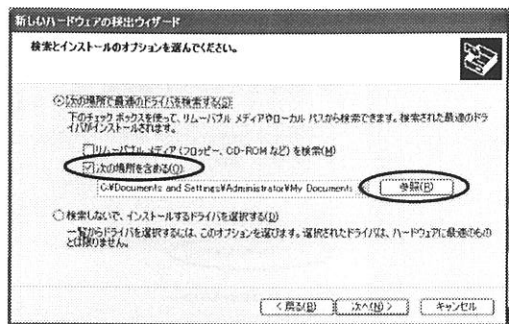 新しいハードウェアの検出ウィザード
検索とインストールのオプションを選んでください。
次の場所で最適のドライバを検索する(S)
下のチェック ボックスを使って、リムーバブル メディアやローカル パスから検索できます。検索された最適のドラ
イバがインストールされます。
リムーバブル メディア (フロッピー、CD-ROM など) を検索(M)
次の場所を含める(O)
C:¥Documents and Settings¥Administrator¥My Documents
参照(R)
検索しないで、インストールするドライバを選択する(D)
一覧からドライバを選択するには、このオプションを選びます。選択されたドライバは、ハードウェアに最適のもの
とは限りません。
< 戻る(B) 次へ(N) > キャンセル